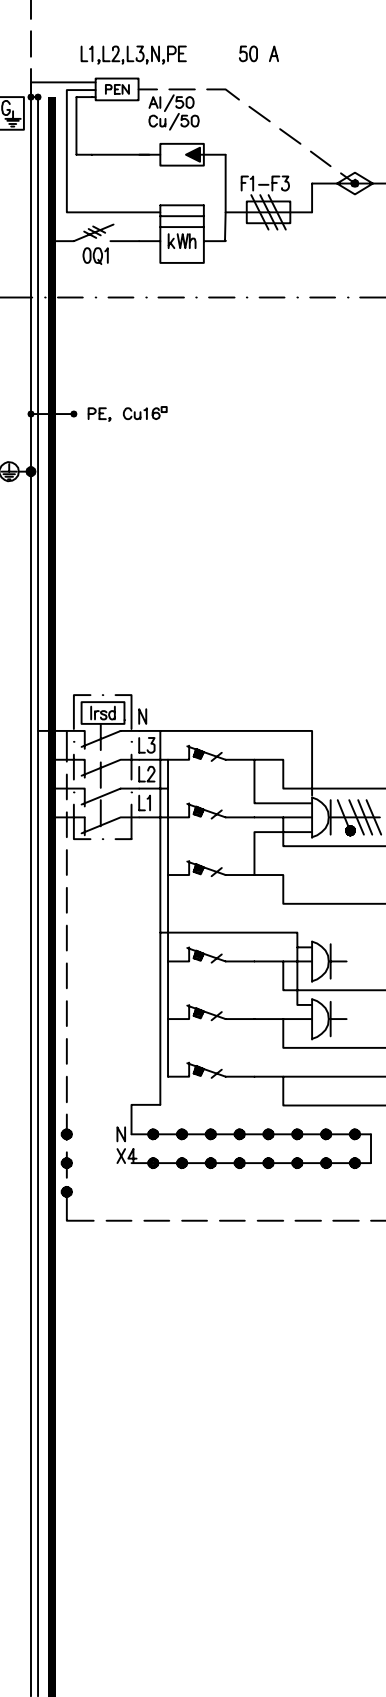 L1,L2,L3,N,PE 50 A
PEN
G
Al/50
Cu/50
F1-F3
kWh
0Q1
PE, Cu16□
Irsd
N
L3
L2
L1
N
X4